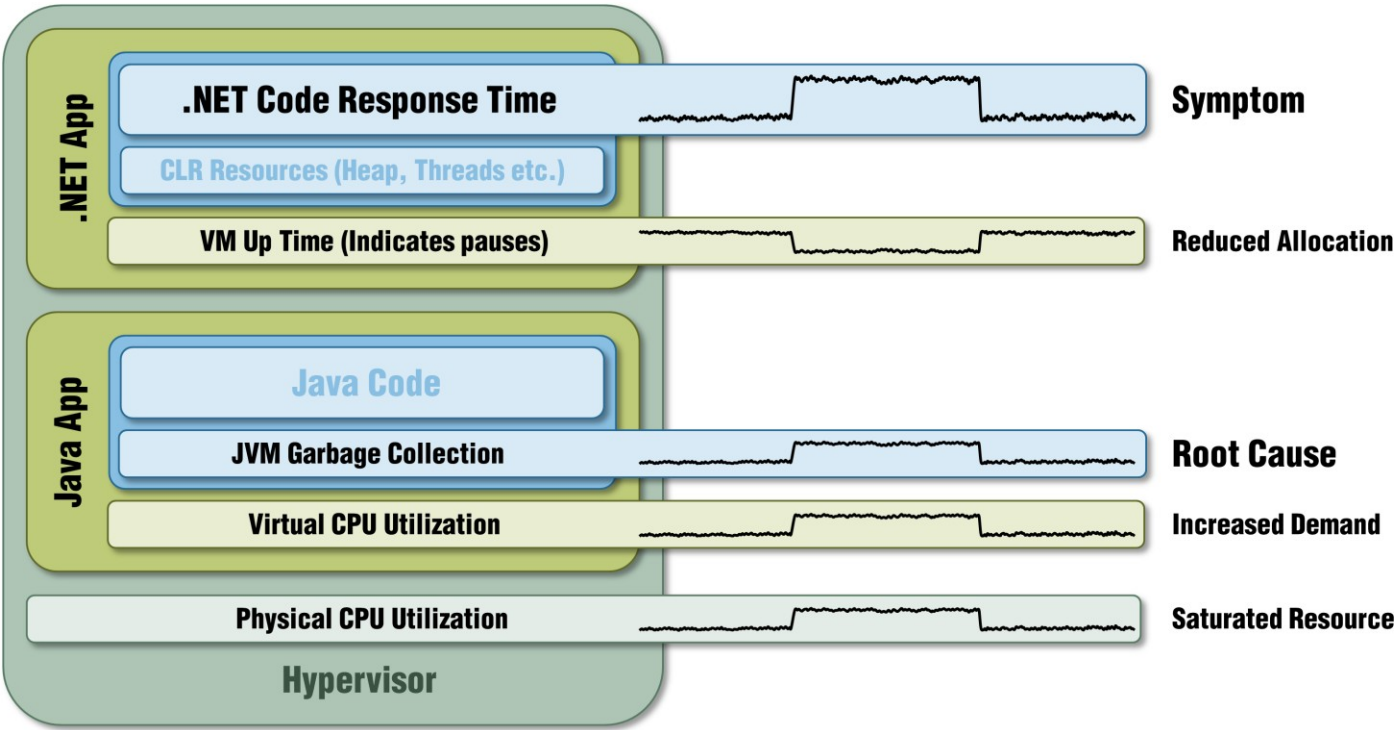 .NET App
.NET Code Response Time
Symptom
CLR Resources (Heap, Threads etc.)
VM Up Time (Indicates pauses)
Reduced Allocation
Java App
Java Code
JVM Garbage Collection
Root Cause
Virtual CPU Utilization
Increased Demand
Physical CPU Utilization
Saturated Resource
Hypervisor